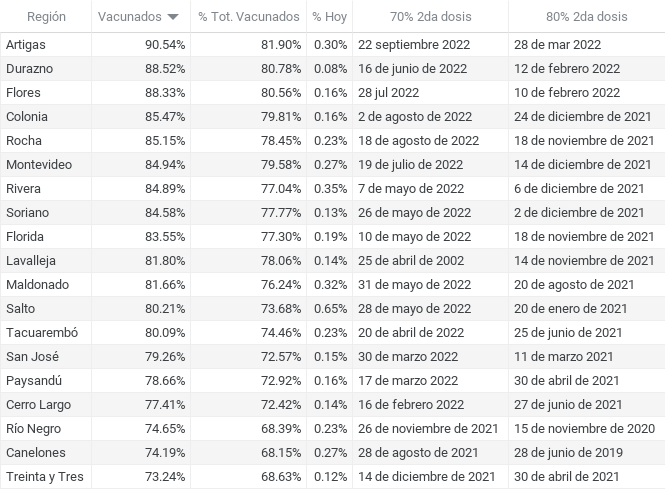 Región Vacunados % Tot. Vacunados % Hoy 70% 2da dosis 80% 2da dosis
Artigas 90.54% 81.90% 0.30% 22 septiembre 2022 28 de mar 2022
Durazno 88.52% 80.78% 0.08% 16 de junio de 2022 12 de febrero 2022
Flores 88.33% 80.56% 0.16% 28 jul 2022 10 de febrero 2022
Colonia 85.47% 79.81% 0.16% 2 de agosto de 2022 24 de diciembre de 2021
Rocha 85.15% 78.45% 0.23% 18 de agosto de 2022 18 de noviembre de 2021
Montevideo 84.94% 79.58% 0.27% 19 de julio de 2022 14 de diciembre de 2021
Rivera 84.89% 77.04% 0.35% 7 de mayo de 2022 6 de diciembre de 2021
Soriano 84.58% 77.77% 0.13% 26 de mayo de 2022 2 de diciembre de 2021
Florida 83.55% 77.30% 0.19% 10 de mayo de 2022 18 de noviembre de 2021
Lavalleja 81.80% 78.06% 0.14% 25 de abril de 2002 14 de noviembre de 2021
Maldonado 81.66% 76.24% 0.32% 31 de mayo de 2022 20 de agosto de 2021
Salto 80.21% 73.68% 0.65% 28 de mayo de 2022 20 de enero de 2021
Tacuarembó 80.09% 74.46% 0.23% 20 de abril de 2022 25 de junio de 2021
San José 79.26% 72.57% 0.15% 30 de marzo 2022 11 de marzo 2021
Paysandú 78.66% 72.92% 0.16% 17 de marzo 2022 30 de abril de 2021
Cerro Largo 77.41% 72.42% 0.14% 16 de febrero 2022 27 de junio de 2021
Río Negro 74.65% 68.39% 0.23% 26 de noviembre de 2021 15 de noviembre de 2020
Canelones 74.19% 68.15% 0.27% 28 de agosto de 2021 28 de junio de 2019
Treinta y Tres 73.24% 68.63% 0.12% 14 de diciembre de 2021 30 de abril de 2021